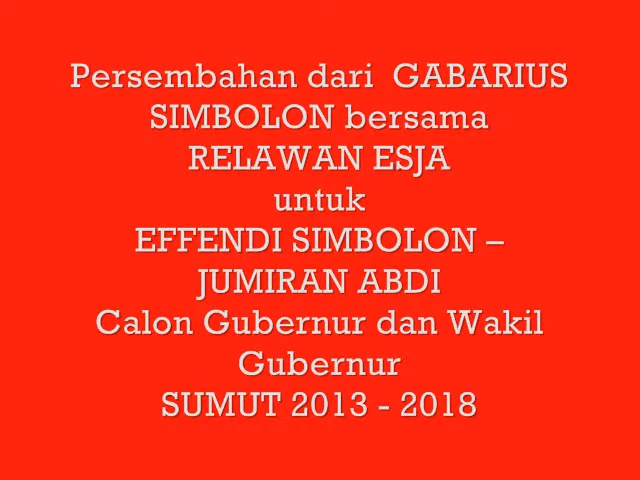 Persembahan dari  GABARIUS
SIMBOLON bersama
RELAWAN ESJA
untuk
EFFENDI SIMBOLON –
JUMIRAN ABDI
Calon Gubernur dan Wakil
Gubernur
SUMUT 2013 - 2018